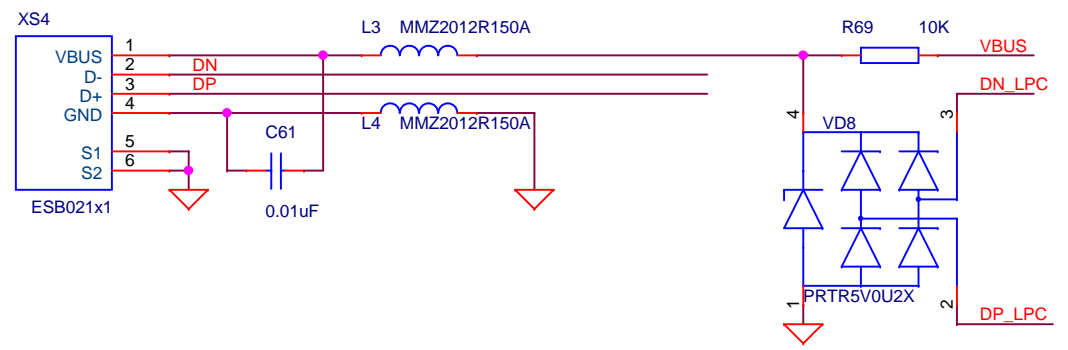 XS4
L3 MMZ2012R150A
R69 10K
VBUS 1
VBUS
D- 2 DN
D+ 3 DP
GND 4
DN_LPC
L4 MMZ2012R150A
C61
4
VD8
3
S1 5
S2 6
ESB021x1
0.01uF
1
PRTR5V0U2X
2
DP_LPC